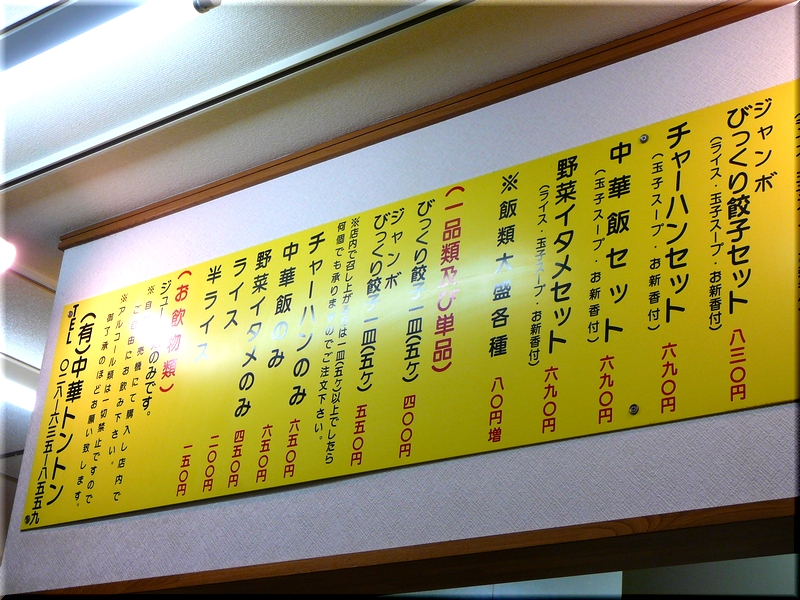 ジャンボ
びっくり餃子セット 八三〇円
(ライス・玉子スープ・お新香付)
チャーハンセット 六九〇円
(玉子スープ・お新香付)
中華飯セット 六九〇円
(玉子スープ・お新香付)
野菜イタメセット 六九〇円
(ライス・玉子スープ・お新香付)
※飯類大盛各種 八〇円増
(一品類及び単品)
びっくり餃子一皿(五ケ) 四〇〇円
ジャンボ
びっくり餃子一皿(五ケ) 五五〇円
※店内で召し上がる方は一皿(五ケ)以上でしたら
何個でも承りますのでご注文下さい。
チャーハンのみ 六五〇円
中華飯のみ 六五〇円
野菜イタメのみ 四五〇円
ライス 二〇〇円
半ライス 一五〇円
(お飲物類)
ジュースのみです。
売機にて購入し店内で
ご自由にお飲み下さい。
※アルコール類は一切禁止ですので
御了承のほどお願い致します。
(有)中華トントン
TEL 〇二八-六三五-八五五九